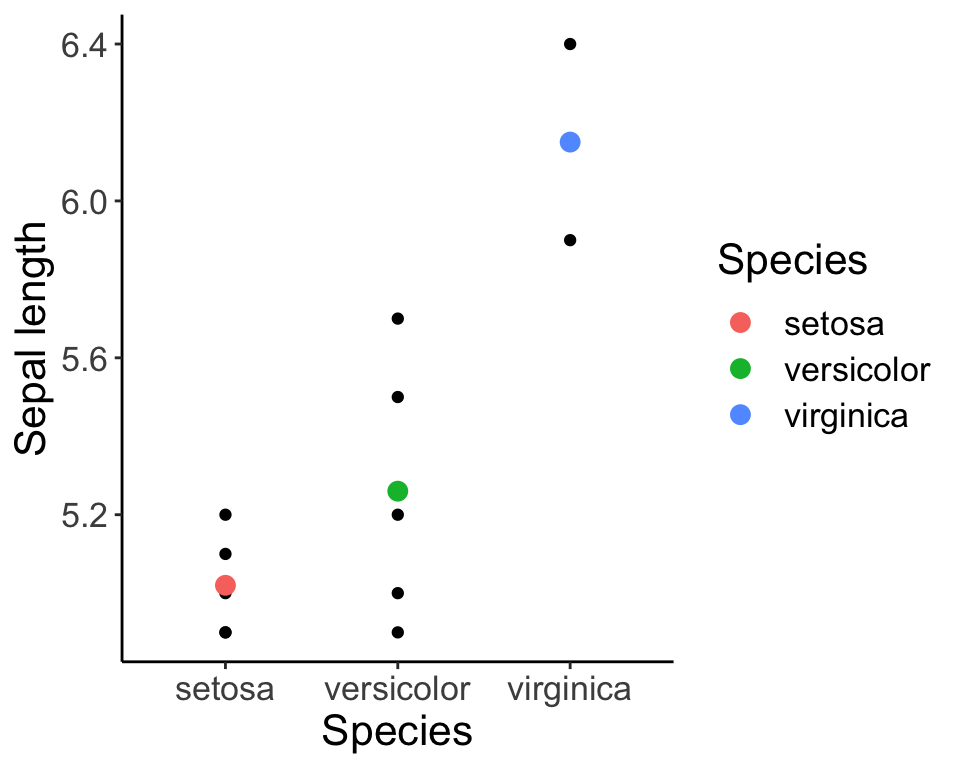 6.4
6.0
5.6
5.2
Sepal length
setosa versicolor virginica
Species
Species
setosa
versicolor
virginica